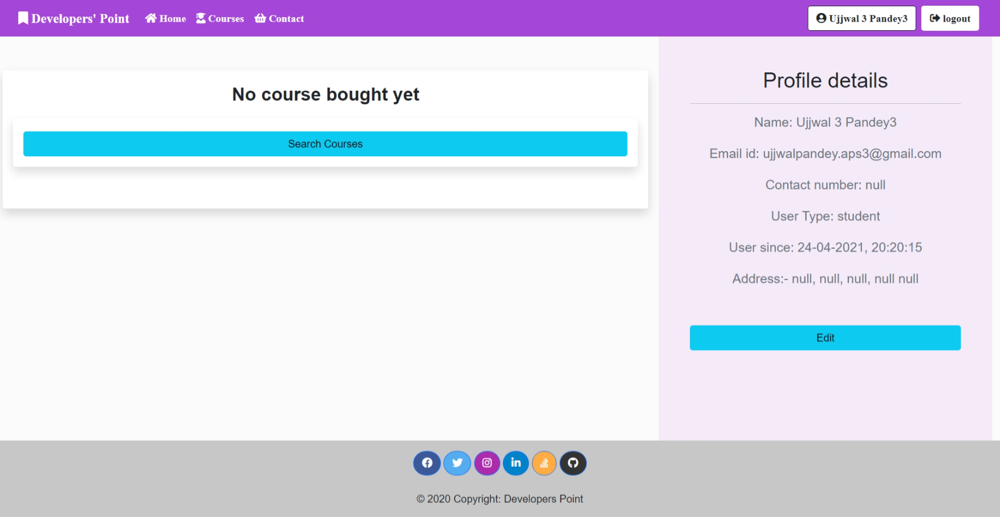 Developers' Point Home Courses Contact Ujjwal 3 Pandey3 logout
No course bought yet
Search Courses
Profile details
Name: Ujjwal 3 Pandey3
Email id: ujjwalpandey.aps3@gmail.com
Contact number: null
User Type: student
User since: 24-04-2021, 20:20:15
Address:- null, null, null, null null
Edit
in
© 2020 Copyright: Developers Point